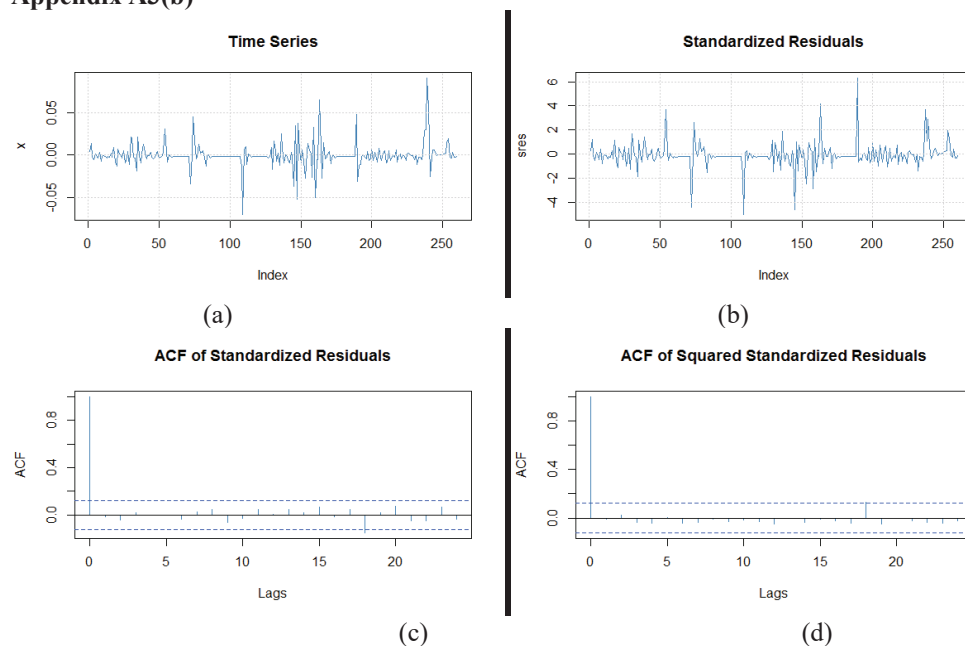 Appendix A5(b)
Time Series
x
-0.05 0.00 0.05
0 50 100 150 200 250
Index
(a)
Standardized Residuals
sres
-4 -2 0 2 4 6
0 50 100 150 200 250
Index
(b)
ACF of Standardized Residuals
ACF
0.0 0.4 0.8
0 5 10 15 20
Lags
(c)
ACF of Squared Standardized Residuals
ACF
0.0 0.4 0.8
0 5 10 15 20
Lags
(d)